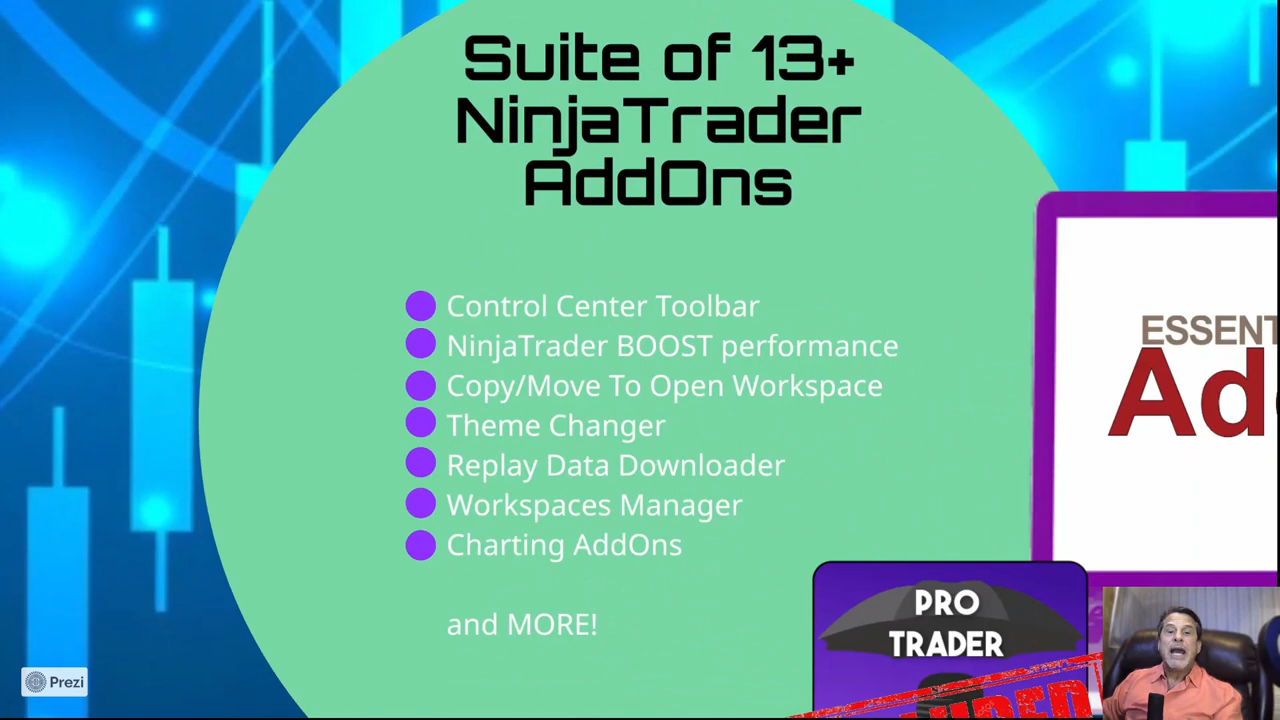 Suite of 13+
NinjaTrader
AddOns
Control Center Toolbar
NinjaTrader BOOST performance
Copy/Move To Open Workspace
Theme Changer
Replay Data Downloader
Workspaces Manager
Charting AddOns
and MORE!
ESSENT
Ad
PRO
TRADER
Prezi